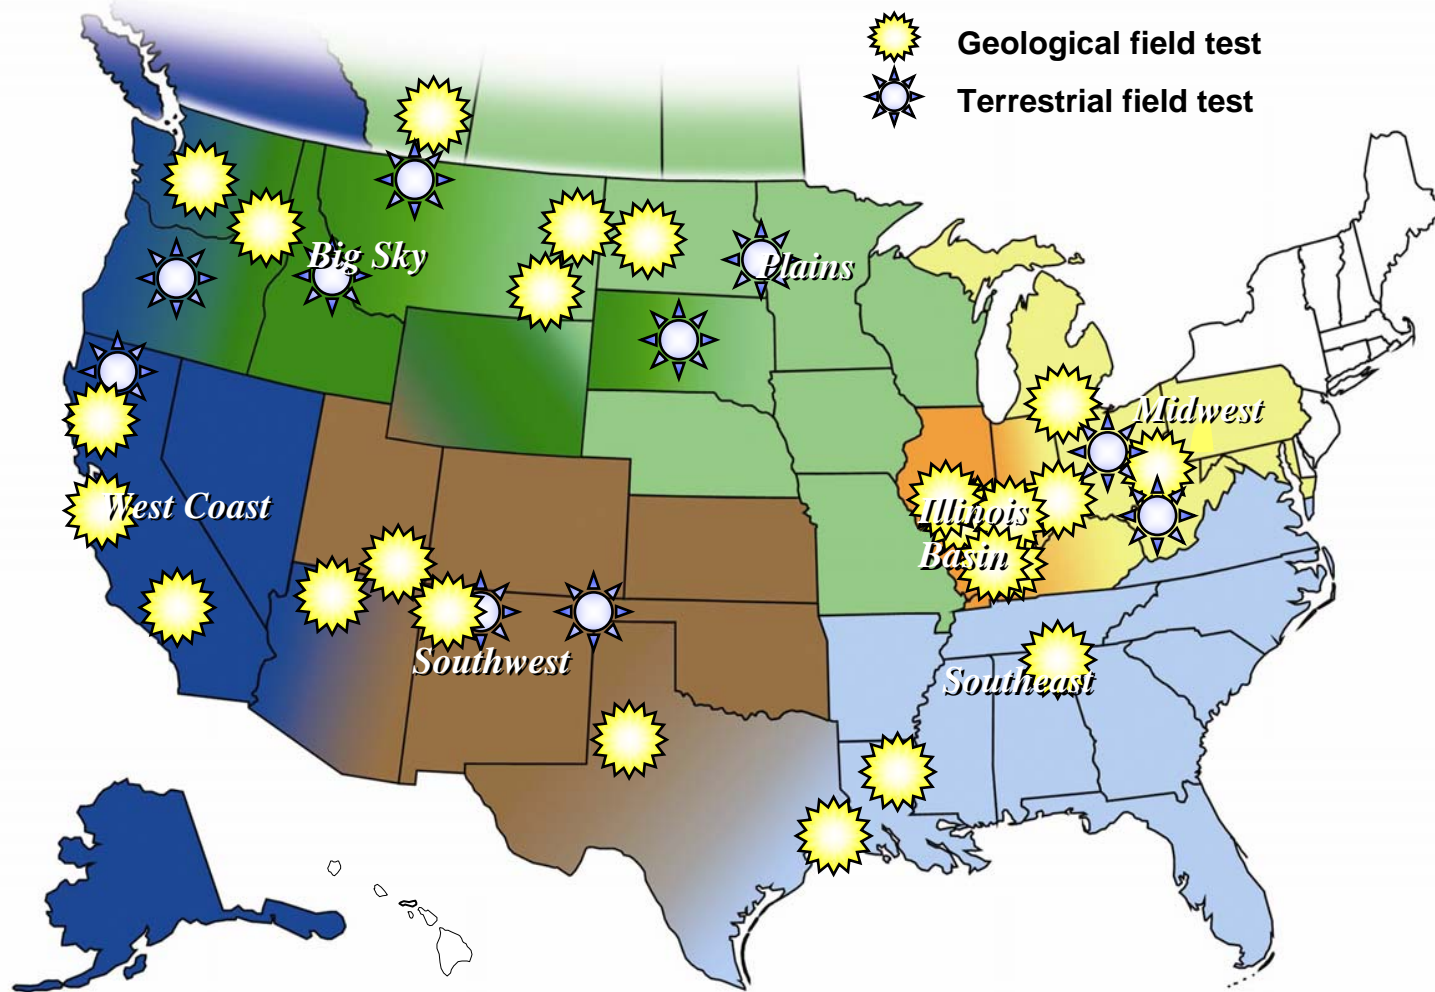 Geological field test
Terrestrial field test
Big Sky
Plains
Midwest
West Coast
Illinois
Basin
Southwest
Southeast